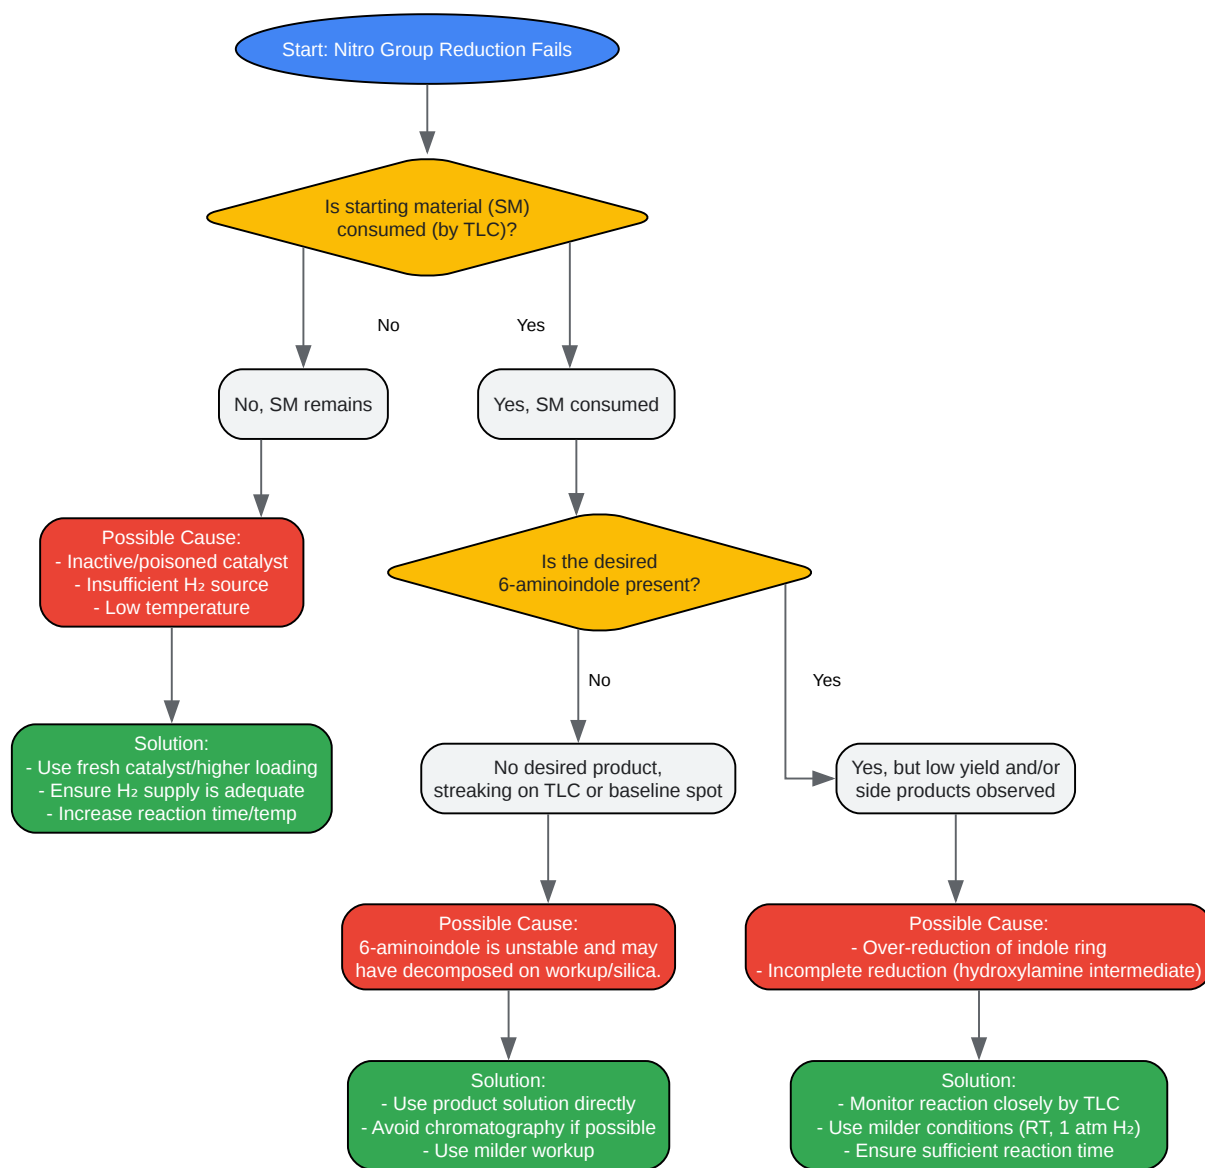 Start: Nitro Group Reduction Fails
Is starting material (SM)
consumed (by TLC)?
No
Yes
No, SM remains
Yes, SM consumed
Possible Cause:
- Inactive/poisoned catalyst
- Insufficient H₂ source
- Low temperature
Is the desired
6-aminoindole present?
No
Yes
Solution:
- Use fresh catalyst/higher loading
- Ensure H₂ supply is adequate
- Increase reaction time/temp
No desired product,
streaking on TLC or baseline spot
Yes, but low yield and/or
side products observed
Possible Cause:
6-aminoindole is unstable and may
have decomposed on workup/silica.
Possible Cause:
- Over-reduction of indole ring
- Incomplete reduction (hydroxylamine intermediate)
Solution:
- Use product solution directly
- Avoid chromatography if possible
- Use milder workup
Solution:
- Monitor reaction closely by TLC
- Use milder conditions (RT, 1 atm H₂)
- Ensure sufficient reaction time